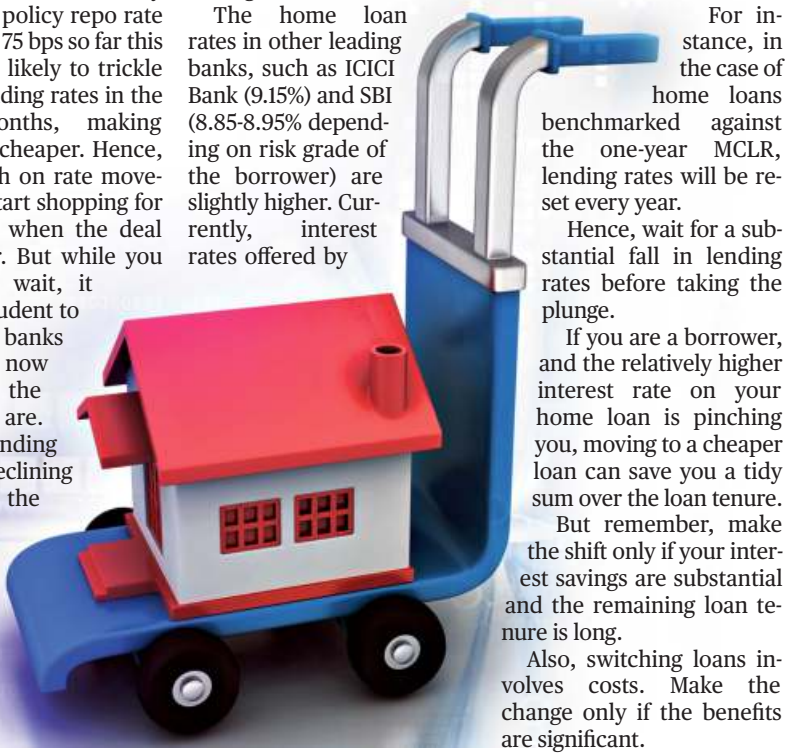 policy repo rate
75 bps so far this
likely to trickle
ding rates in the
onths, making
cheaper. Hence,
h on rate move-
tart shopping for
when the deal
r. But while you
wait, it
udent to
banks
now
the
are.
nding
eclining
the
The home loan
rates in other leading
banks, such as ICICI
Bank (9.15%) and SBI
(8.85-8.95% depend-
ing on risk grade of
the borrower) are
slightly higher. Cur-
rently, interest
rates offered by
For in-
stance, in
the case of
home loans
benchmarked against
the one-year MCLR,
lending rates will be re-
set every year.
Hence, wait for a sub-
stantial fall in lending
rates before taking the
plunge.
If you are a borrower,
and the relatively higher
interest rate on your
home loan is pinching
you, moving to a cheaper
loan can save you a tidy
sum over the loan tenure.
But remember, make
the shift only if your inter-
est savings are substantial
and the remaining loan te-
nure is long.
Also, switching loans in-
volves costs. Make the
change only if the benefits
are significant.